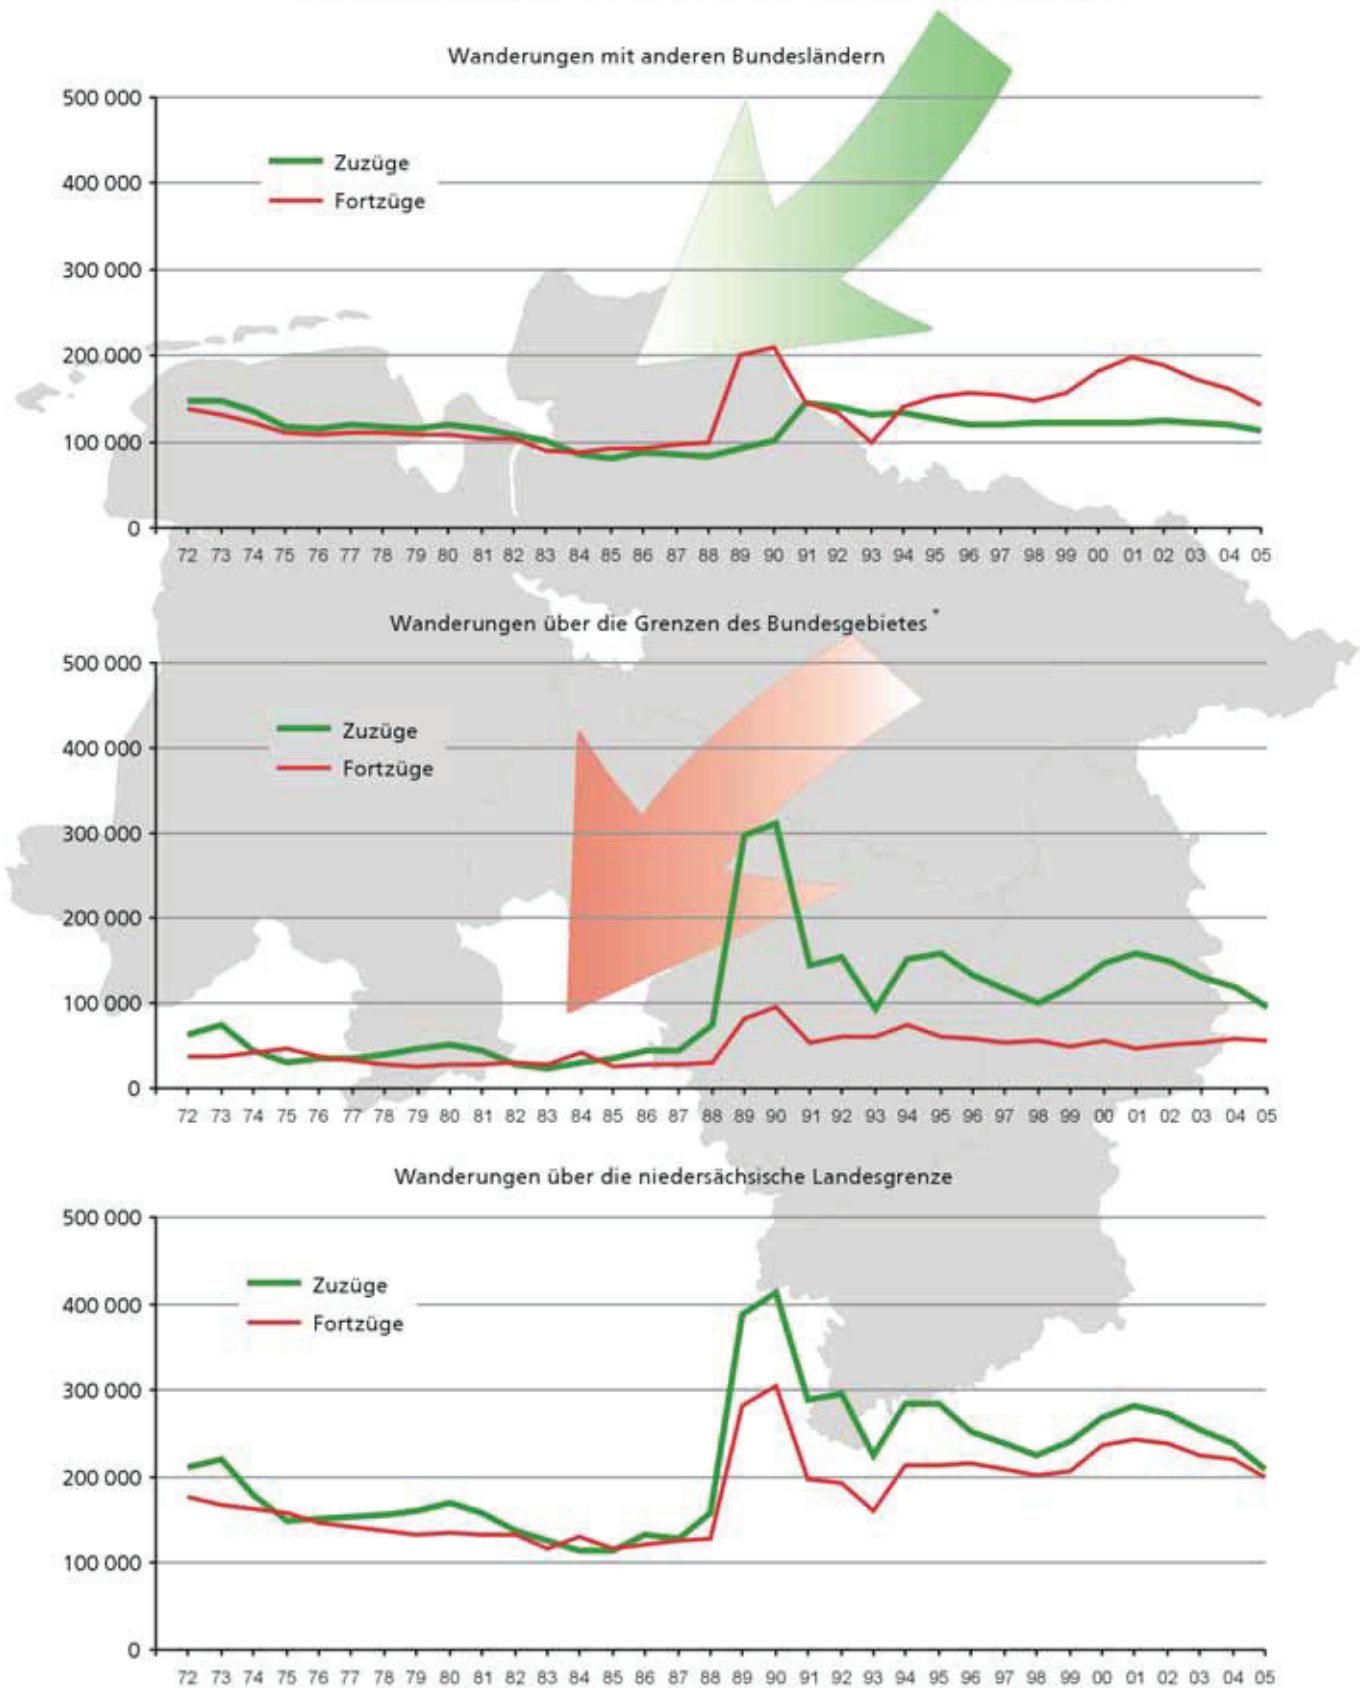 Wanderungen mit anderen Bundesländern
500 000
Zuzüge
400 000
Fortzüge
300 000
200 000
100 000
0
72 73 74 75 76 77 78 79 80 81 82 83 84 85 86 87 88 89 90 91 92 93 94 95 96 97 98 99 00 01 02 03 04 05
Wanderungen über die Grenzen des Bundesgebietes *
500 000
Zuzüge
400 000
Fortzüge
300 000
200 000
100 000
0
72 73 74 75 76 77 78 79 80 81 82 83 84 85 86 87 88 89 90 91 92 93 94 95 96 97 98 99 00 01 02 03 04 05
Wanderungen über die niedersächsische Landesgrenze
500 000
Zuzüge
400 000
Fortzüge
300 000
200 000
100 000
0
72 73 74 75 76 77 78 79 80 81 82 83 84 85 86 87 88 89 90 91 92 93 94 95 96 97 98 99 00 01 02 03 04 05